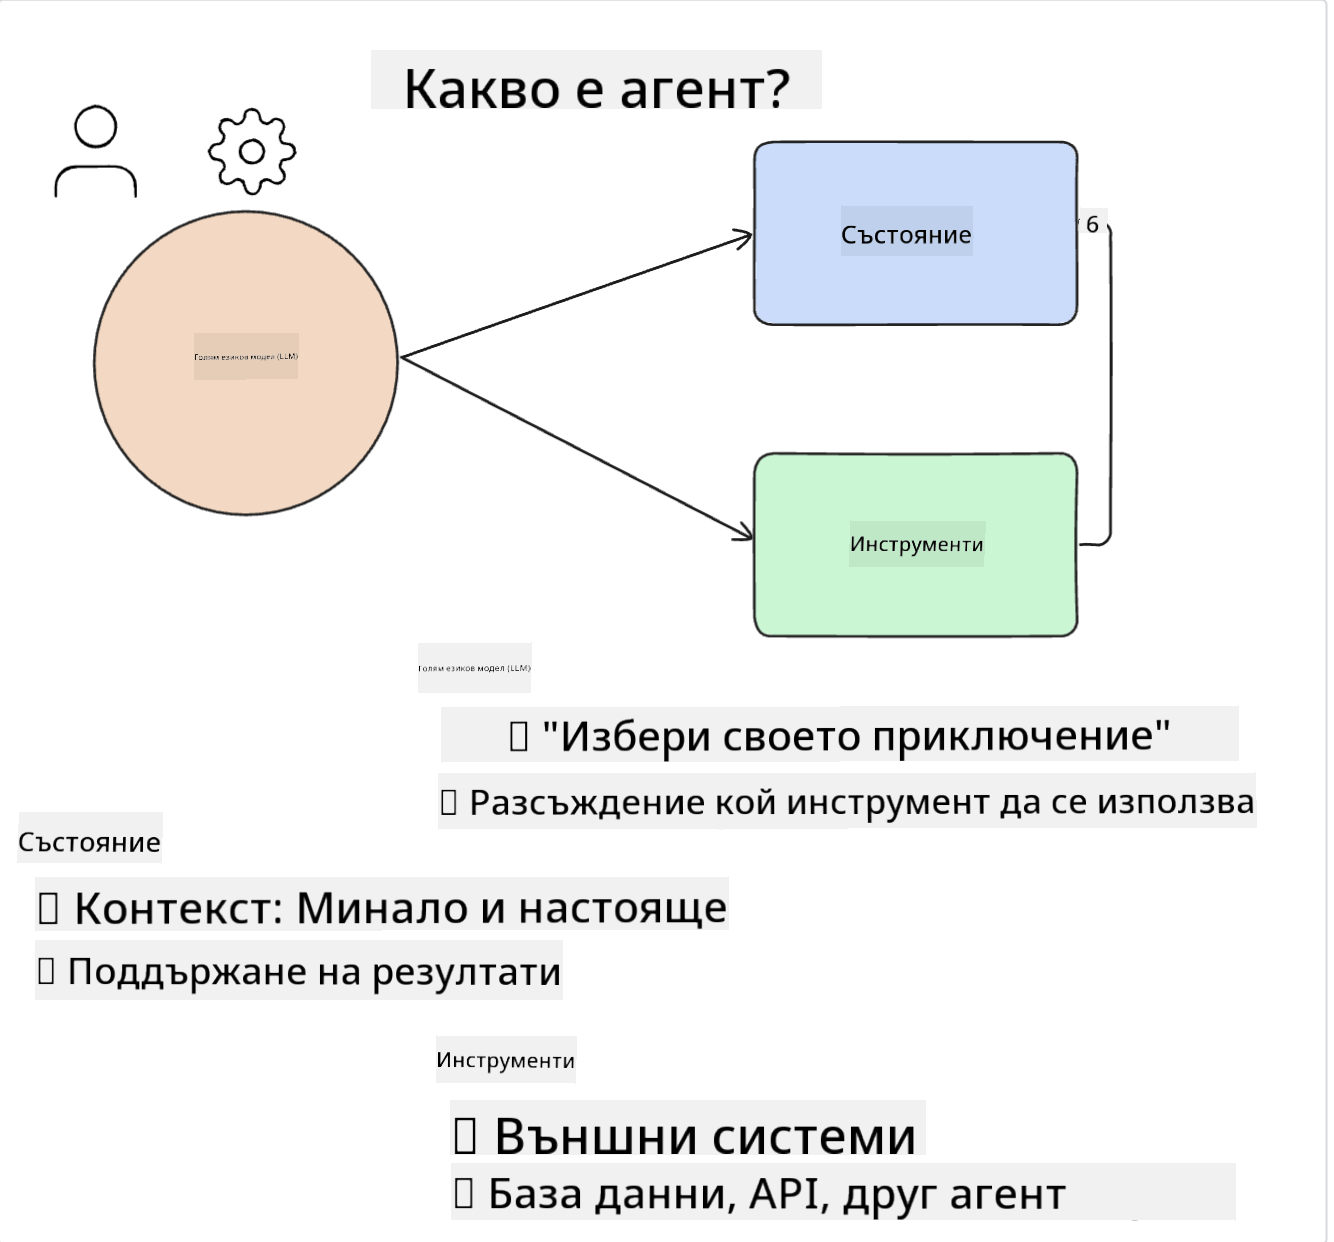 Какво е агент?
Състояние
6
Голям езиков модел (LLM)
Инструменти
Голям езиков модел (LLM)
"Избери своето приключение"
Разсъждение кой инструмент да се използва
Състояние
Контекст: Минало и настояще
Поддържане на резултати
Инструменти
Външни системи
База данни, API, друг агент